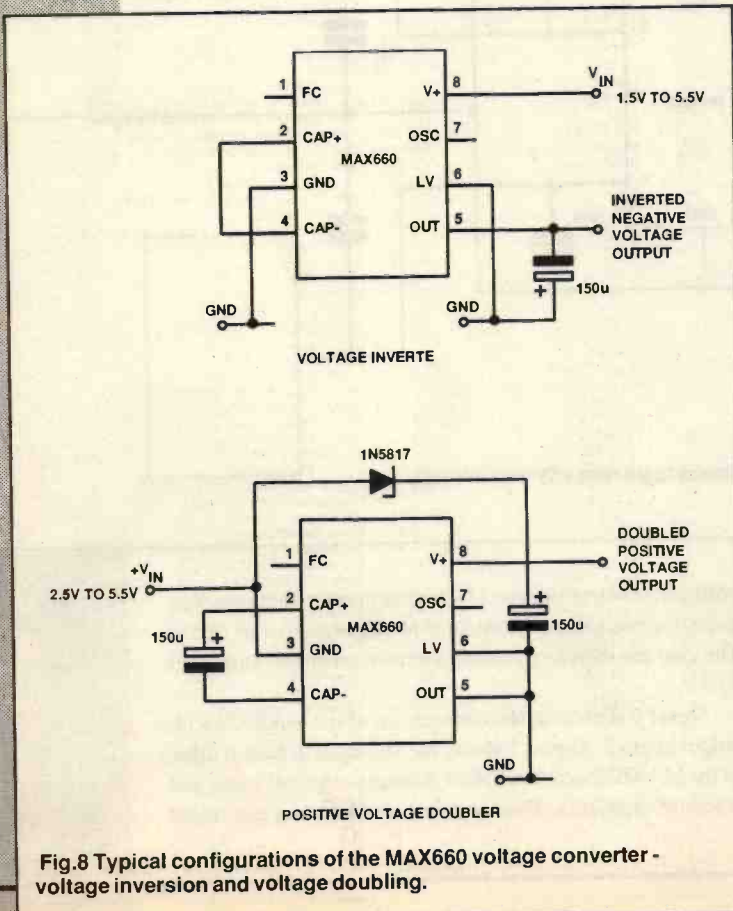 V IN
1 FC V+ 8 1.5V TO 5.5V
2 CAP+ OSC 7
MAX660
3 GND LV 6
4 CAP- OUT 5
INVERTED
NEGATIVE
VOLTAGE
OUTPUT
+ 150u
GND GND
VOLTAGE INVERTE
1N5817
+V IN
2.5V TO 5.5V
1 FC V+ 8
2 CAP+ OSC 7
MAX660
3 GND LV 6
4 CAP- OUT 5
150u +
+ 150u
DOUBLED
POSITIVE
VOLTAGE
OUTPUT
GND
POSITIVE VOLTAGE DOUBLER
Fig.8 Typical configurations of the MAX660 voltage converter -
voltage inversion and voltage doubling.